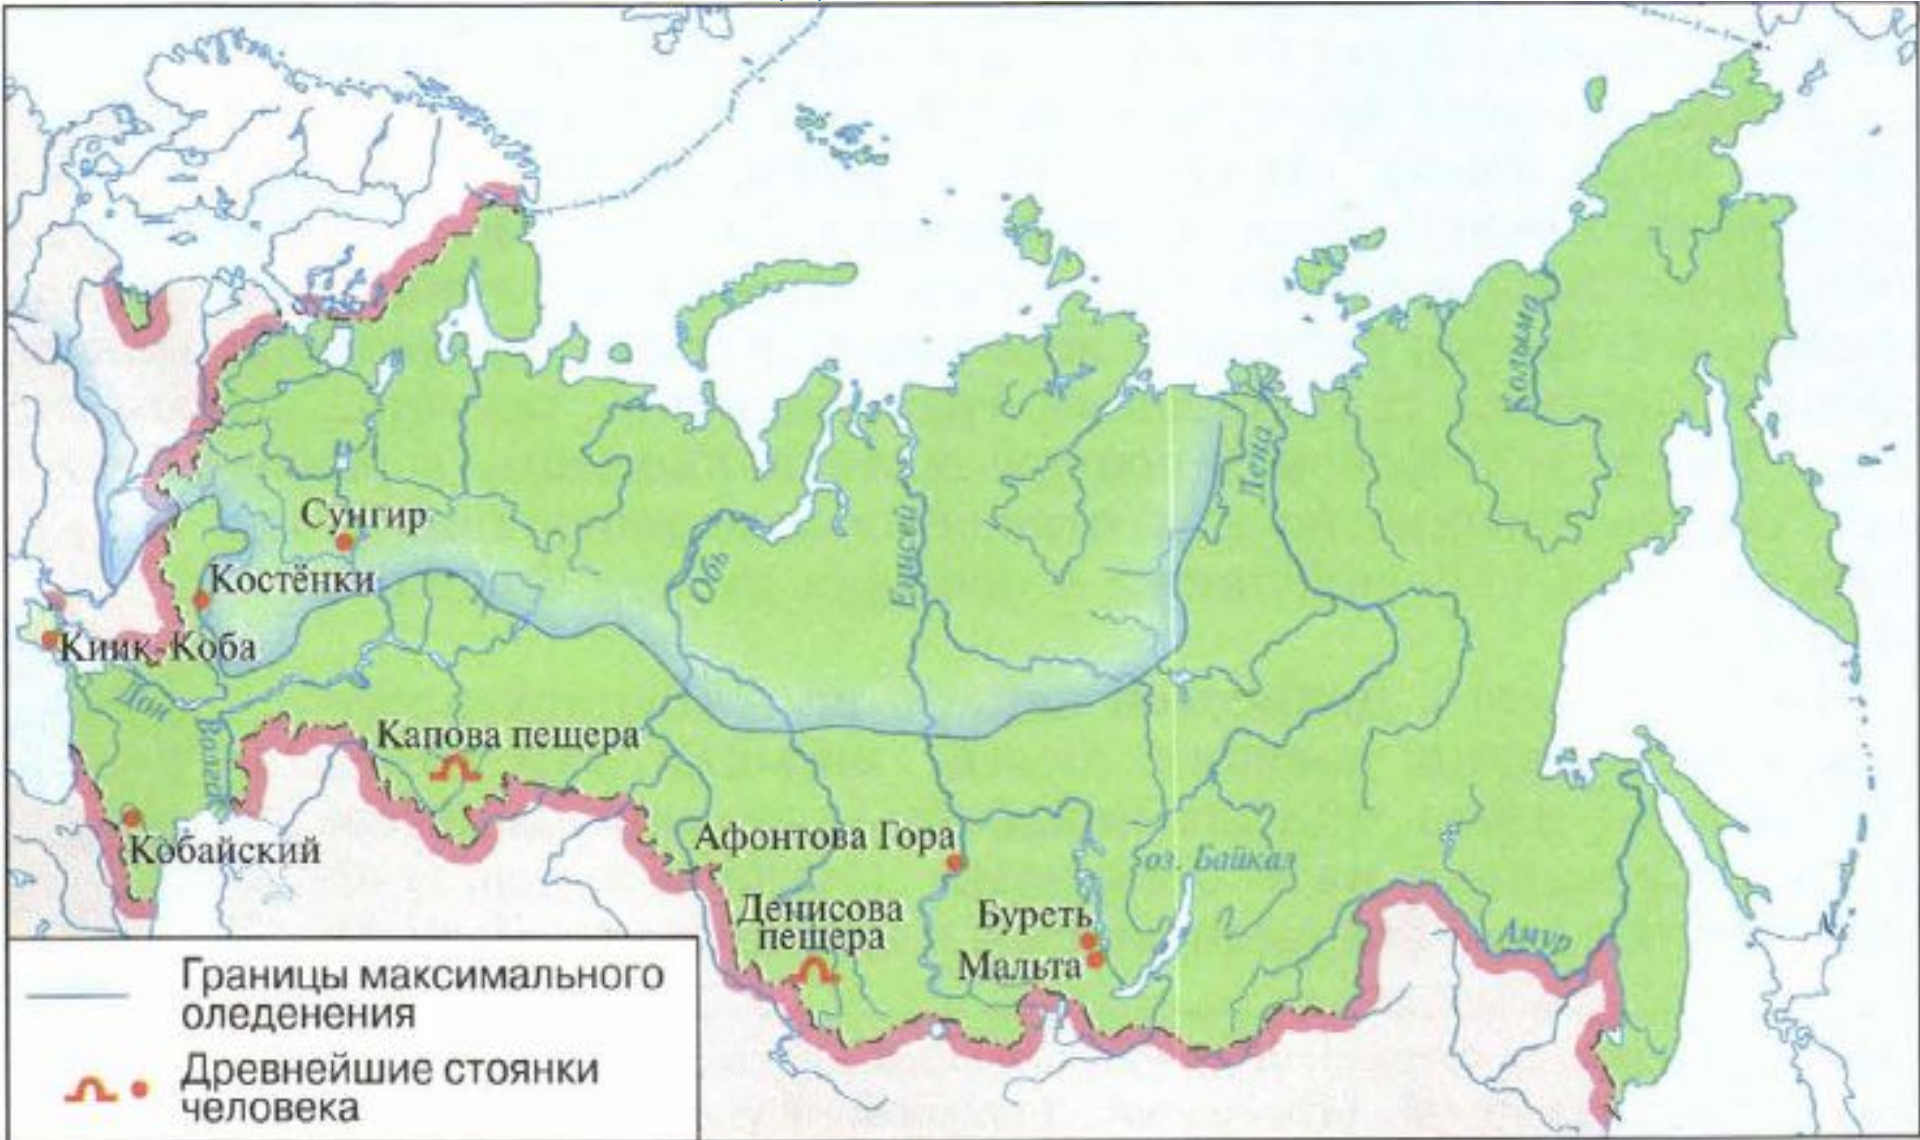 Колыма
Лена
Сунгир
Енисей
Обь
Костёнки
Киик-Коба
Дон
Волга
Капова пещера
Афонтова Гора
Кобайский
оз. Байкал
Денисова
пещера
Буреть
Мальта
Амур
Границы максимального
оледенения
Древнейшие стоянки
человека